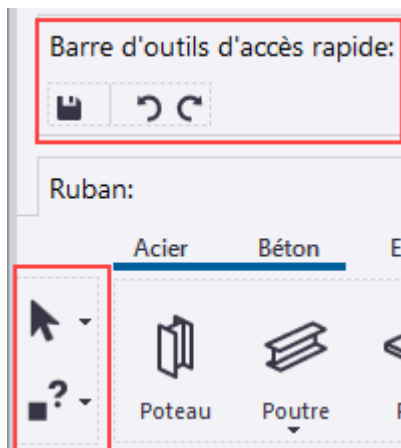 Barre d'outils d'accès rapide:
Ruban:
Acier Béton E
?
Poteau Poutre